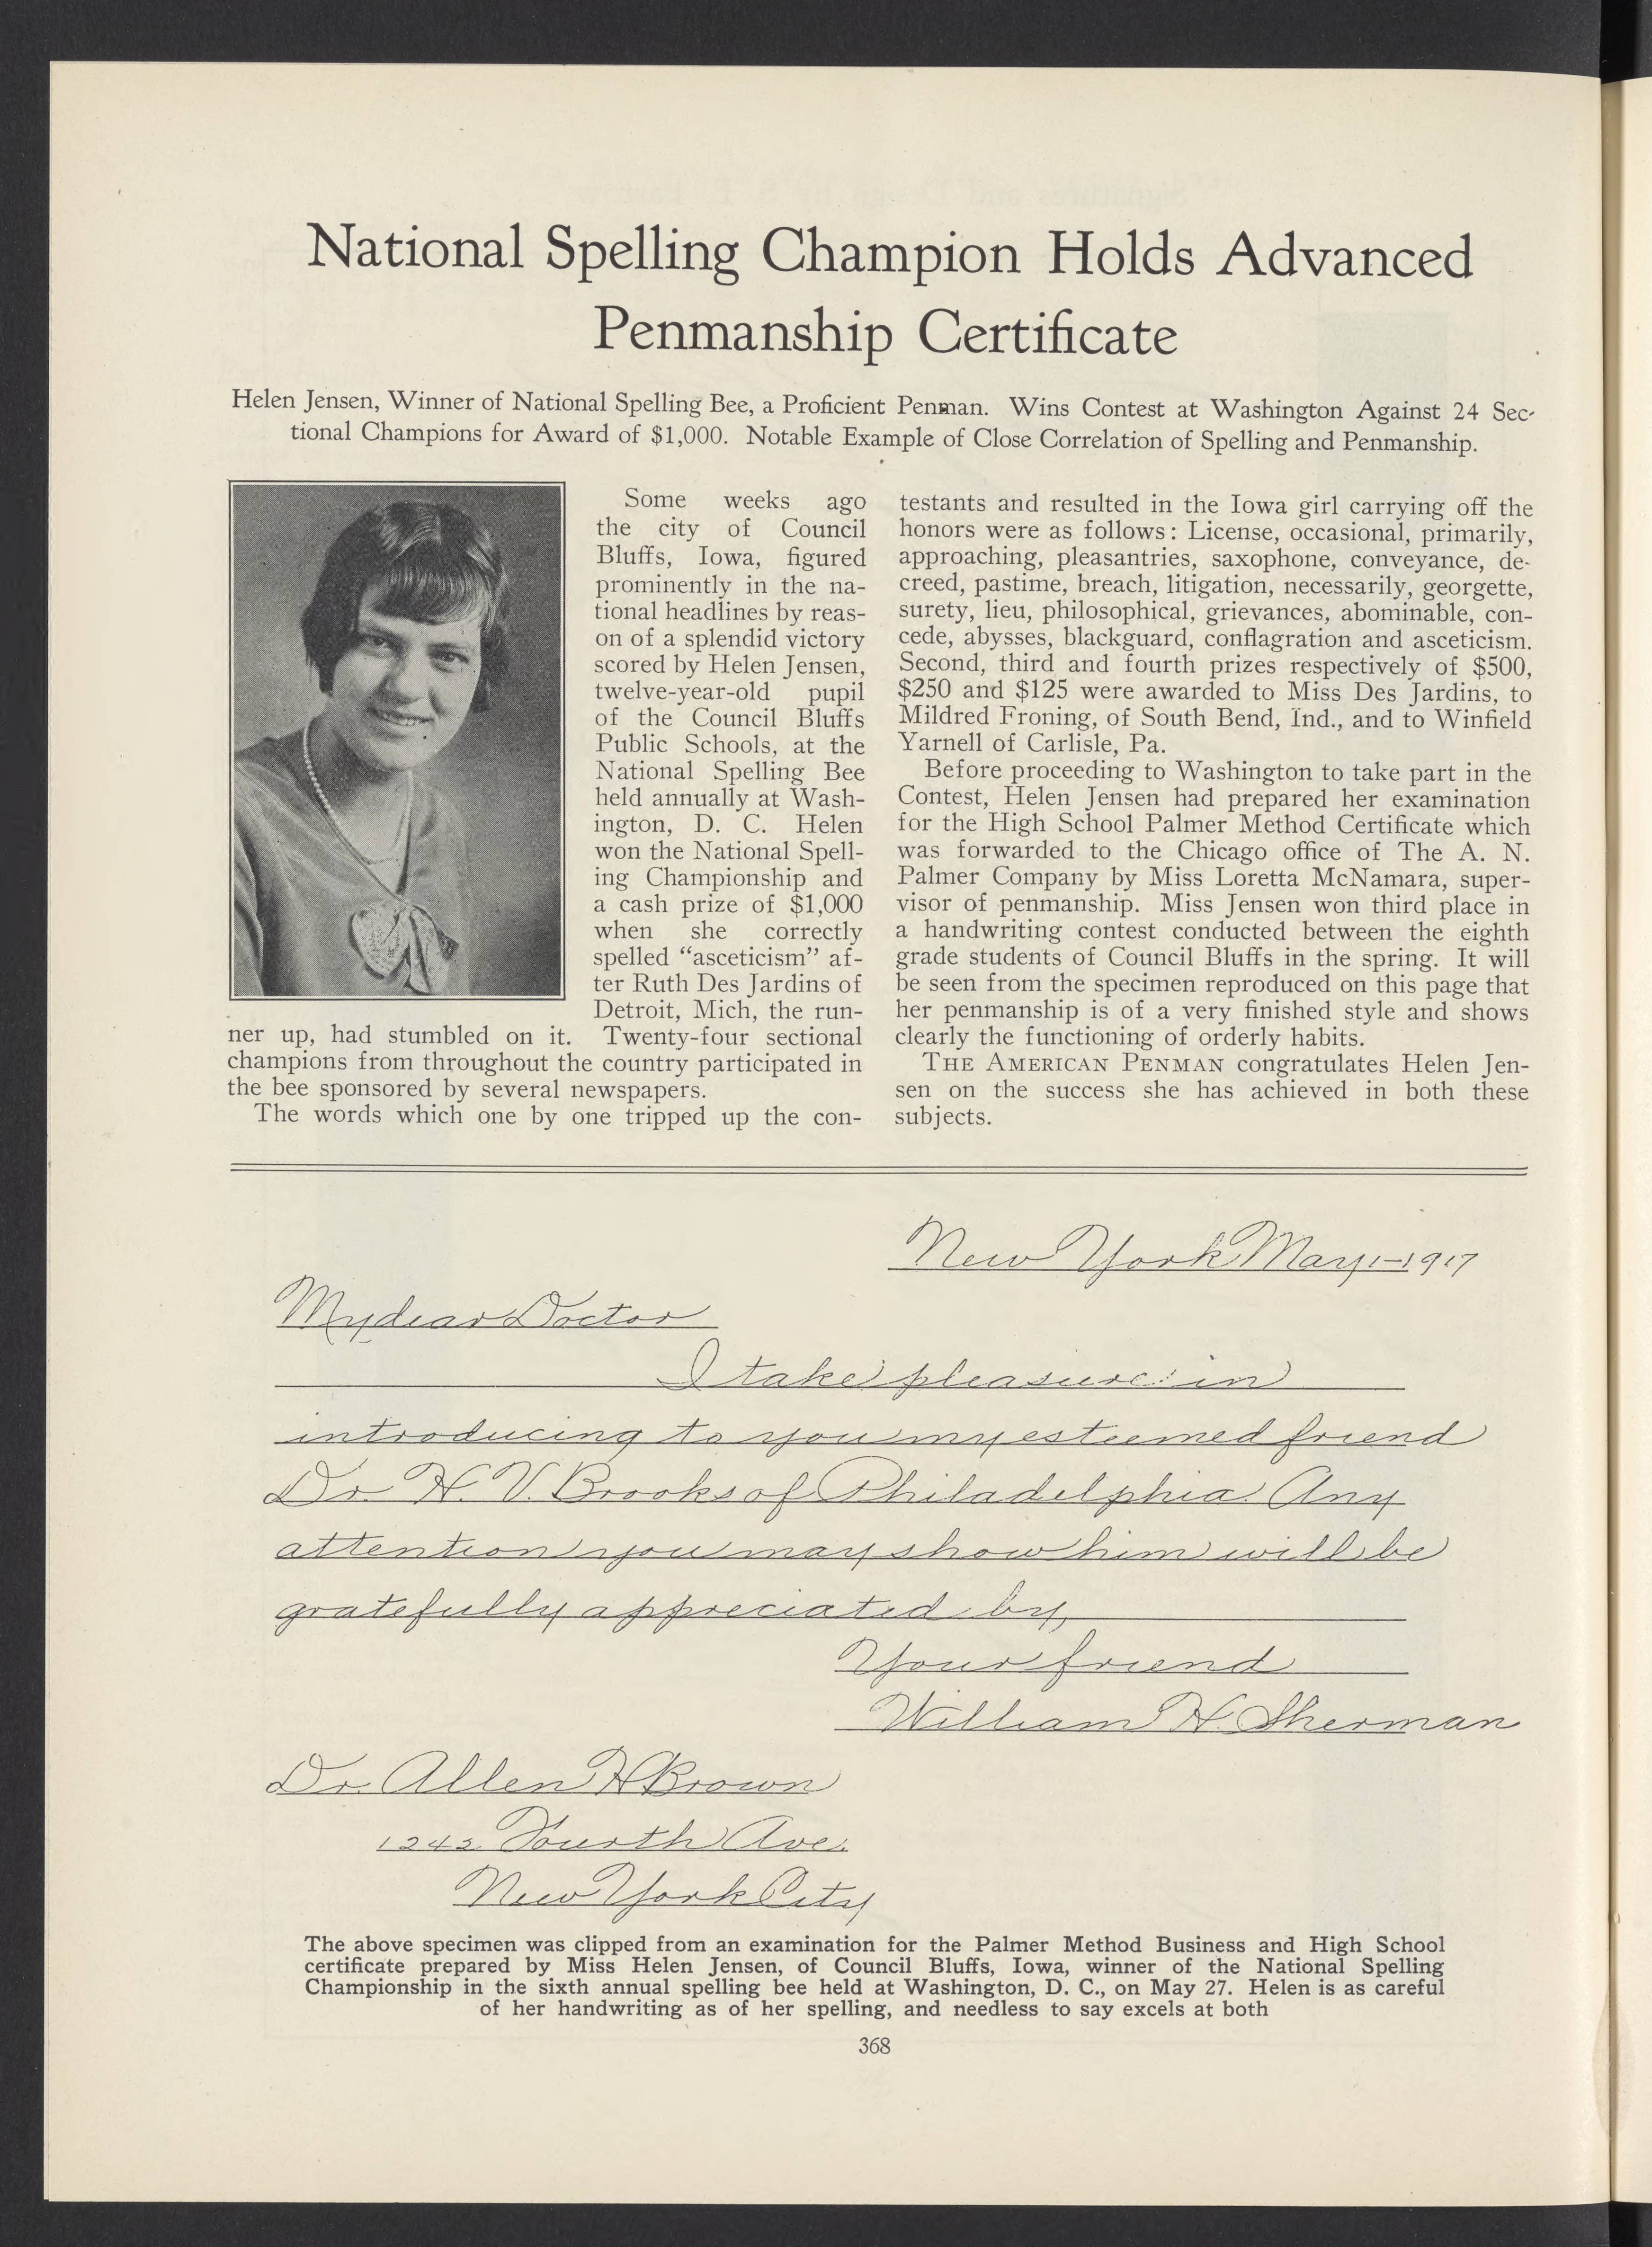 National Spelling Champion Holds Advanced
Penmanship Certificate
Helen Jensen, Winner of National Spelling Bee, a Proficient Penman. Wins Contest at Washington Against 24 Sec-
tional Champions for Award of $1,000. Notable Example of Close Correlation of Spelling and Penmanship.
Some weeks ago
the city of Council
Bluffs, Iowa, figured
prominently in the na-
tional headlines by reas-
on of a splendid victory
scored by Helen Jensen,
twelve-year-old pupil
of the Council Bluffs
Public Schools, at the
National Spelling Bee
held annually at Wash-
ington, D. C. Helen
won the National Spell-
ing Championship and
a cash prize of $1,000
when she correctly
spelled "asceticism" af-
ter Ruth Des Jardins of
Detroit, Mich, the run-
ner up, had stumbled on it. Twenty-four sectional
champions from throughout the country participated in
the bee sponsored by several newspapers.
The words which one by one tripped up the con-
testants and resulted in the Iowa girl carrying off the
honors were as follows: License, occasional, primarily,
approaching, pleasantries, saxophone, conveyance, de-
creed, pastime, breach, litigation, necessarily, georgette,
surety, lieu, philosophical, grievances, abominable, con-
cede, abysses, blackguard, conflagration and asceticism.
Second, third and fourth prizes respectively of $500,
$250 and $125 were awarded to Miss Des Jardins, to
Mildred Froning, of South Bend, Ind., and to Winfield
Yarnell of Carlisle, Pa.
Before proceeding to Washington to take part in the
Contest, Helen Jensen had prepared her examination
for the High School Palmer Method Certificate which
was forwarded to the Chicago office of The A. N.
Palmer Company by Miss Loretta McNamara, super-
visor of penmanship. Miss Jensen won third place in
a handwriting contest conducted between the eighth
grade students of Council Bluffs in the spring. It will
be seen from the specimen reproduced on this page that
her penmanship is of a very finished style and shows
clearly the functioning of orderly habits.
THE AMERICAN PENMAN congratulates Helen Jen-
sen on the success she has achieved in both these
subjects.
New York May 1-1917
My dear Doctor
I take pleasure in
introducing to you my esteemed friend
Dr. H. V. Brooks of Philadelphia. Any
attention you may show him will be
gratefully appreciated by,
Your friend
William H. Sherman
Dr. Allen H Brown
1242 Fourth Ave.
New York City
The above specimen was clipped from an examination for the Palmer Method Business and High School
certificate prepared by Miss Helen Jensen, of Council Bluffs, Iowa, winner of the National Spelling
Championship in the sixth annual spelling bee held at Washington, D. C., on May 27. Helen is as careful
of her handwriting as of her spelling, and needless to say excels at both
368